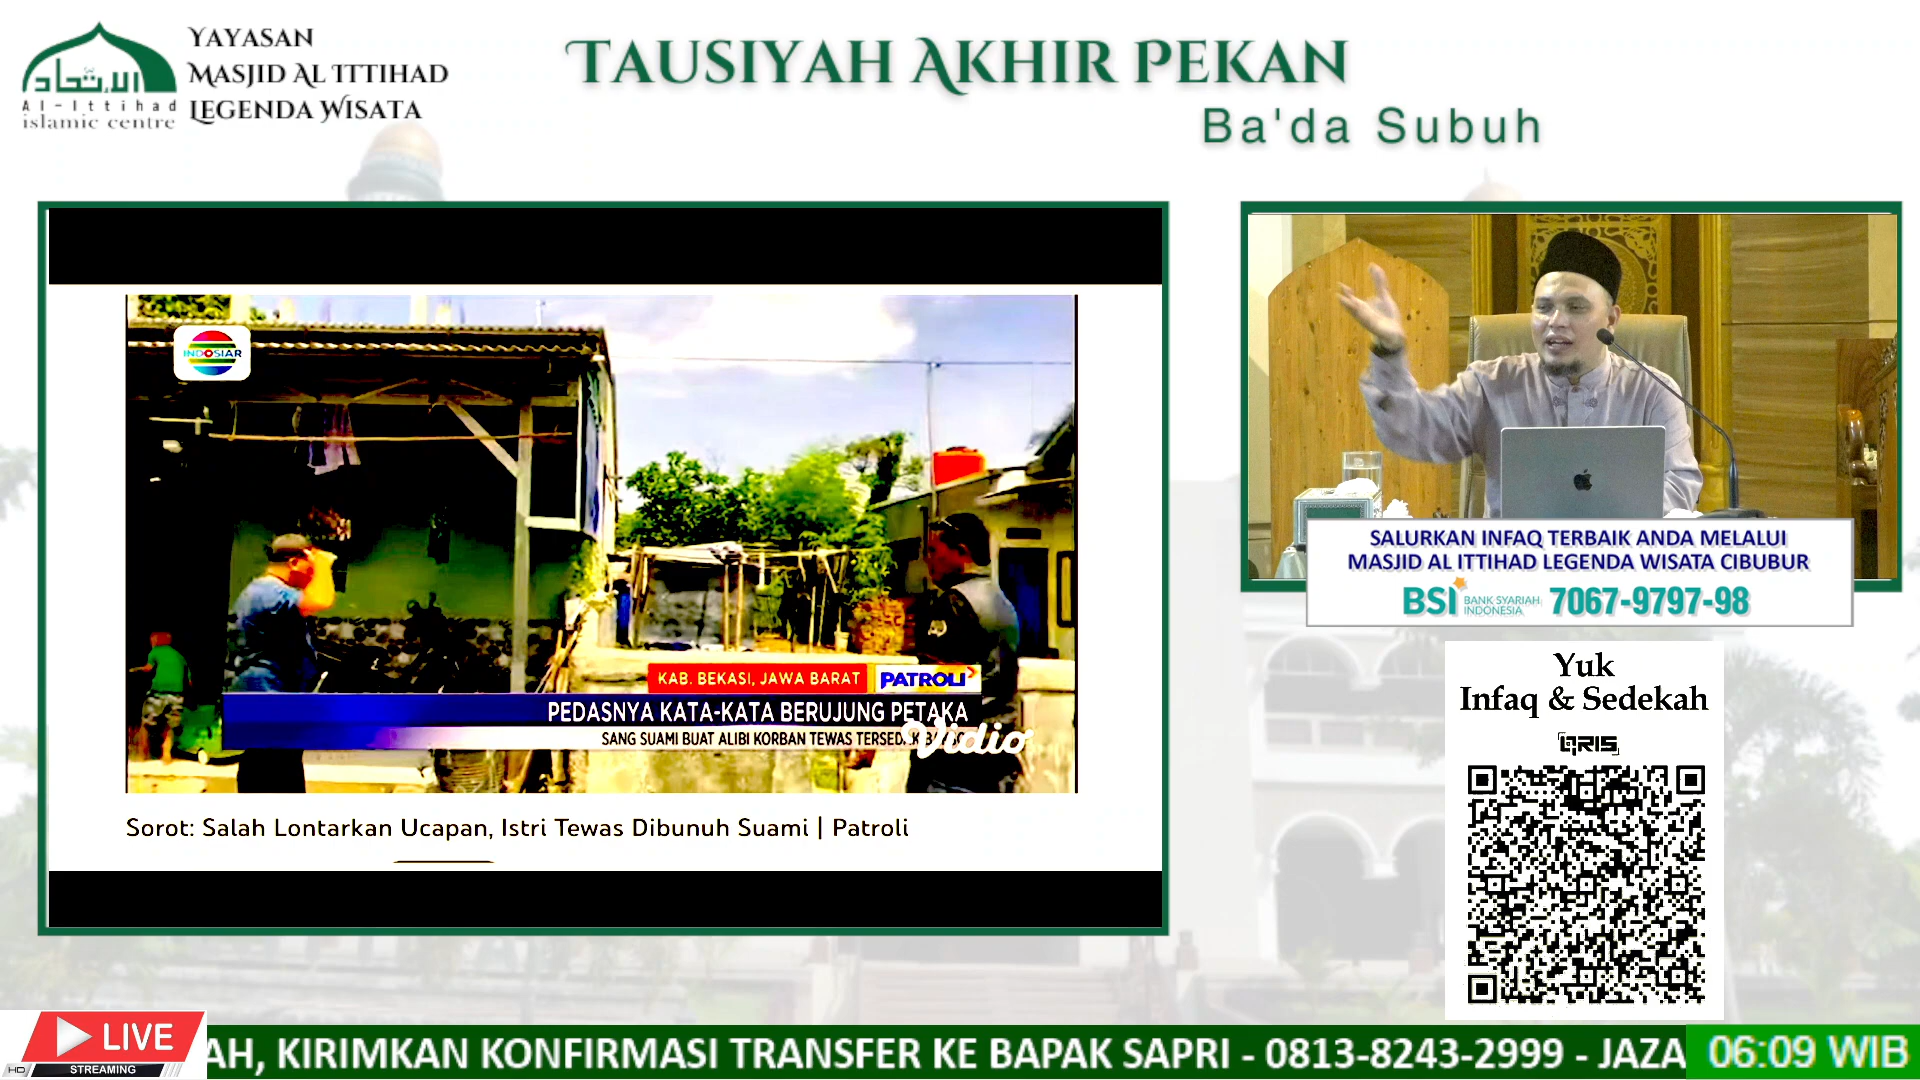 الإتحاد
Al-Ittihad
islamic centre
YAYASAN
MASJID AL ITTIHAD
LEGENDA WISATA
TAUSIYAH AKHIR PEKAN
Ba'da Subuh
INDOSIAR
KAB. BEKASI, JAWA BARAT
PATROLI
PEDASNYA KATA-KATA BERUJUNG PETAKA
SANG SUAMI BUAT ALIBI KORBAN TEWAS
Vidio
Sorot: Salah Lontarkan Ucapan, Istri Tewas Dibunuh Suami | Patroli
SALURKAN INFAQ TERBAIK ANDA MELALUI
MASJID AL ITTIHAD LEGENDA WISATA CIBUBUR
BSI BANK SYARIAH INDONESIA 7067-9797-98
Yuk
Infaq & Sedekah
QRIS
LIVE
HD STREAMING
AH, KIRIMKAN KONFIRMASI TRANSFER KE BAPAK SAPRI - 0813-8243-2999 - JAZA
06:09 WIB